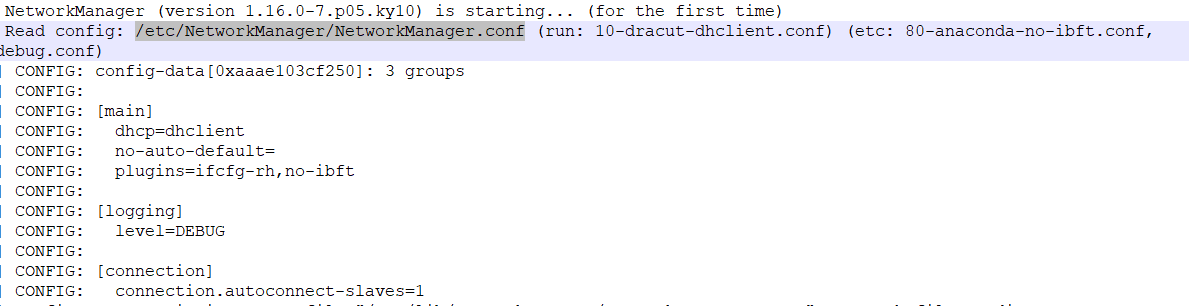 NetworkManager (version 1.16.0-7.p05.ky10) is starting... (for the first time)
Read config: /etc/NetworkManager/NetworkManager.conf (run: 10-dracut-dhclient.conf) (etc: 80-anaconda-no-ibft.conf,
debug.conf)
CONFIG: config-data[0xaaae103cf250]: 3 groups
CONFIG:
CONFIG: [main]
CONFIG:   dhcp=dhclient
CONFIG:   no-auto-default=
CONFIG:   plugins=ifcfg-rh,no-ibft
CONFIG:
CONFIG: [logging]
CONFIG:   level=DEBUG
CONFIG:
CONFIG: [connection]
CONFIG:   connection.autoconnect-slaves=1